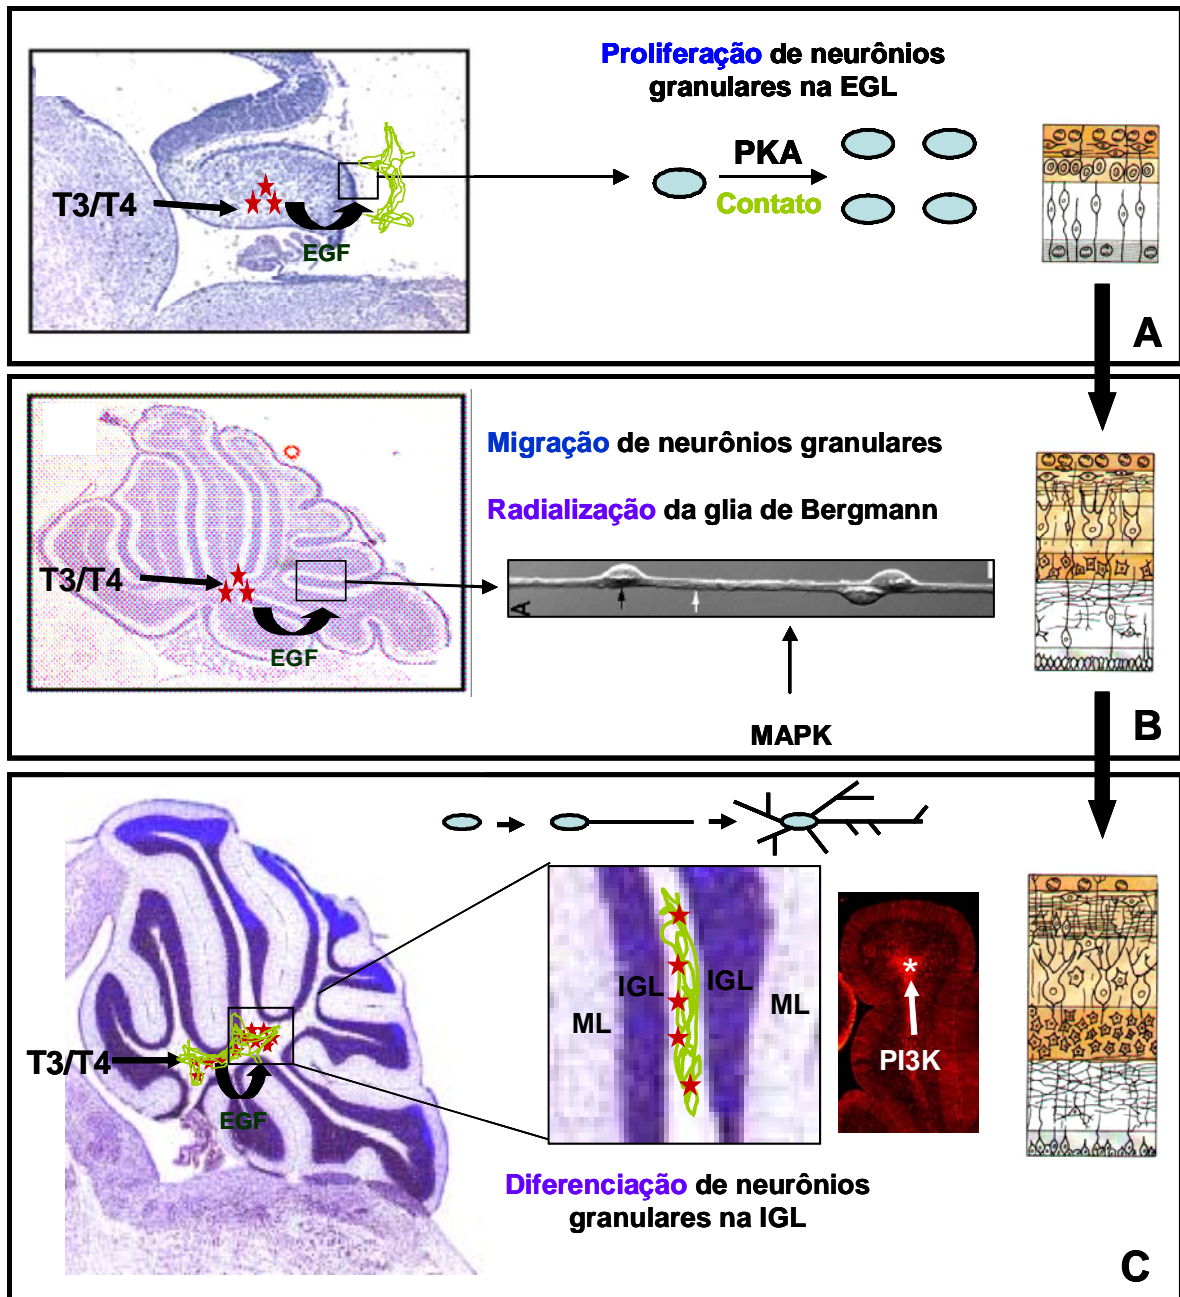 Proliferação de neurônios
granulares na EGL
PKA
Contato
T3/T4
EGF
A
Migração de neurônios granulares
Radialização da glia de Bergmann
T3/T4
EGF
A
MAPK
B
IGL
IGL
ML
ML
*
PI3K
T3/T4
EGF
Diferenciação de neurônios
granulares na IGL
C